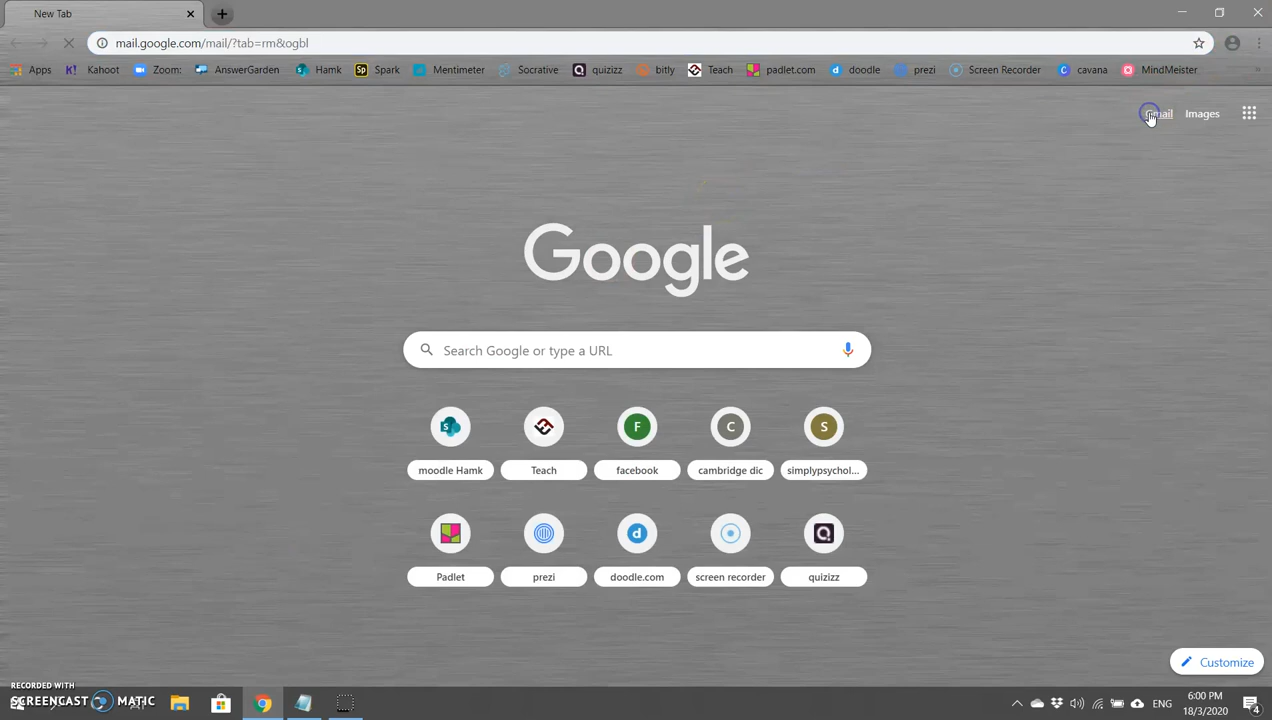 New Tab
mail.google.com/mail/?tab=rm&ogbl
Apps Kahoot Zoom: AnswerGarden Hamk Spark Mentimeter Socrative quizizz bitly Teach padlet.com doodle prezi Screen Recorder cavana MindMeister
Gmail Images
Google
Search Google or type a URL
F C S
moodle Hamk Teach facebook cambridge dic simplypsychol...
d Q
Padlet prezi doodle.com screen recorder quizizz
Customize
RECORDED WITH
SCREENCAST MATIC
ENG
6:00 PM
18/3/2020
4